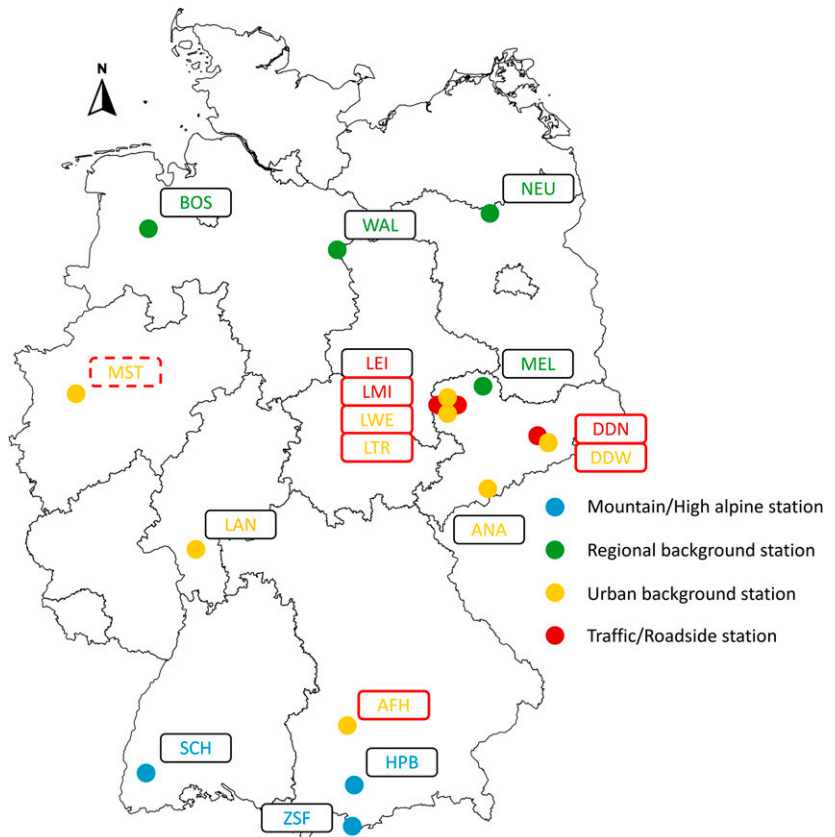 N
BOS
NEU
WAL
MST
LEI
LMI
LWE
LTR
MEL
DDN
DDW
ANA
LAN
Mountain/High alpine station
Regional background station
Urban background station
Traffic/Roadside station
AFH
SCH
HPB
ZSF